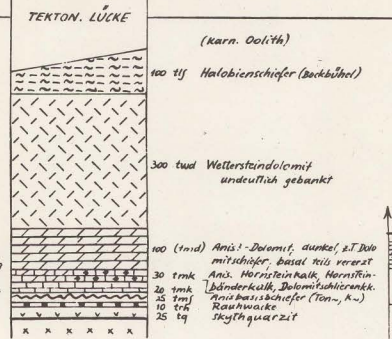 TEKTON. LÜCKE
(Karn. Oolith)
100 tls Halobienschiefer (Bockbühel)
300 twd Wettersteindolomit
undeutlich gebankt
100 (tmd) Anis.! - Dolomit, dunkel, z.T. Dolo
mitschiefer, basal teils vererzt
30 tmk Anis. Hornsteinkalk, Hornstein-
20 tmk bänderkalk, Dolomitschlierenkk.
25 tms Anisbasisschiefer (Ton~, K~)
10 trh Rauhwacke
25 tq skythquarzit